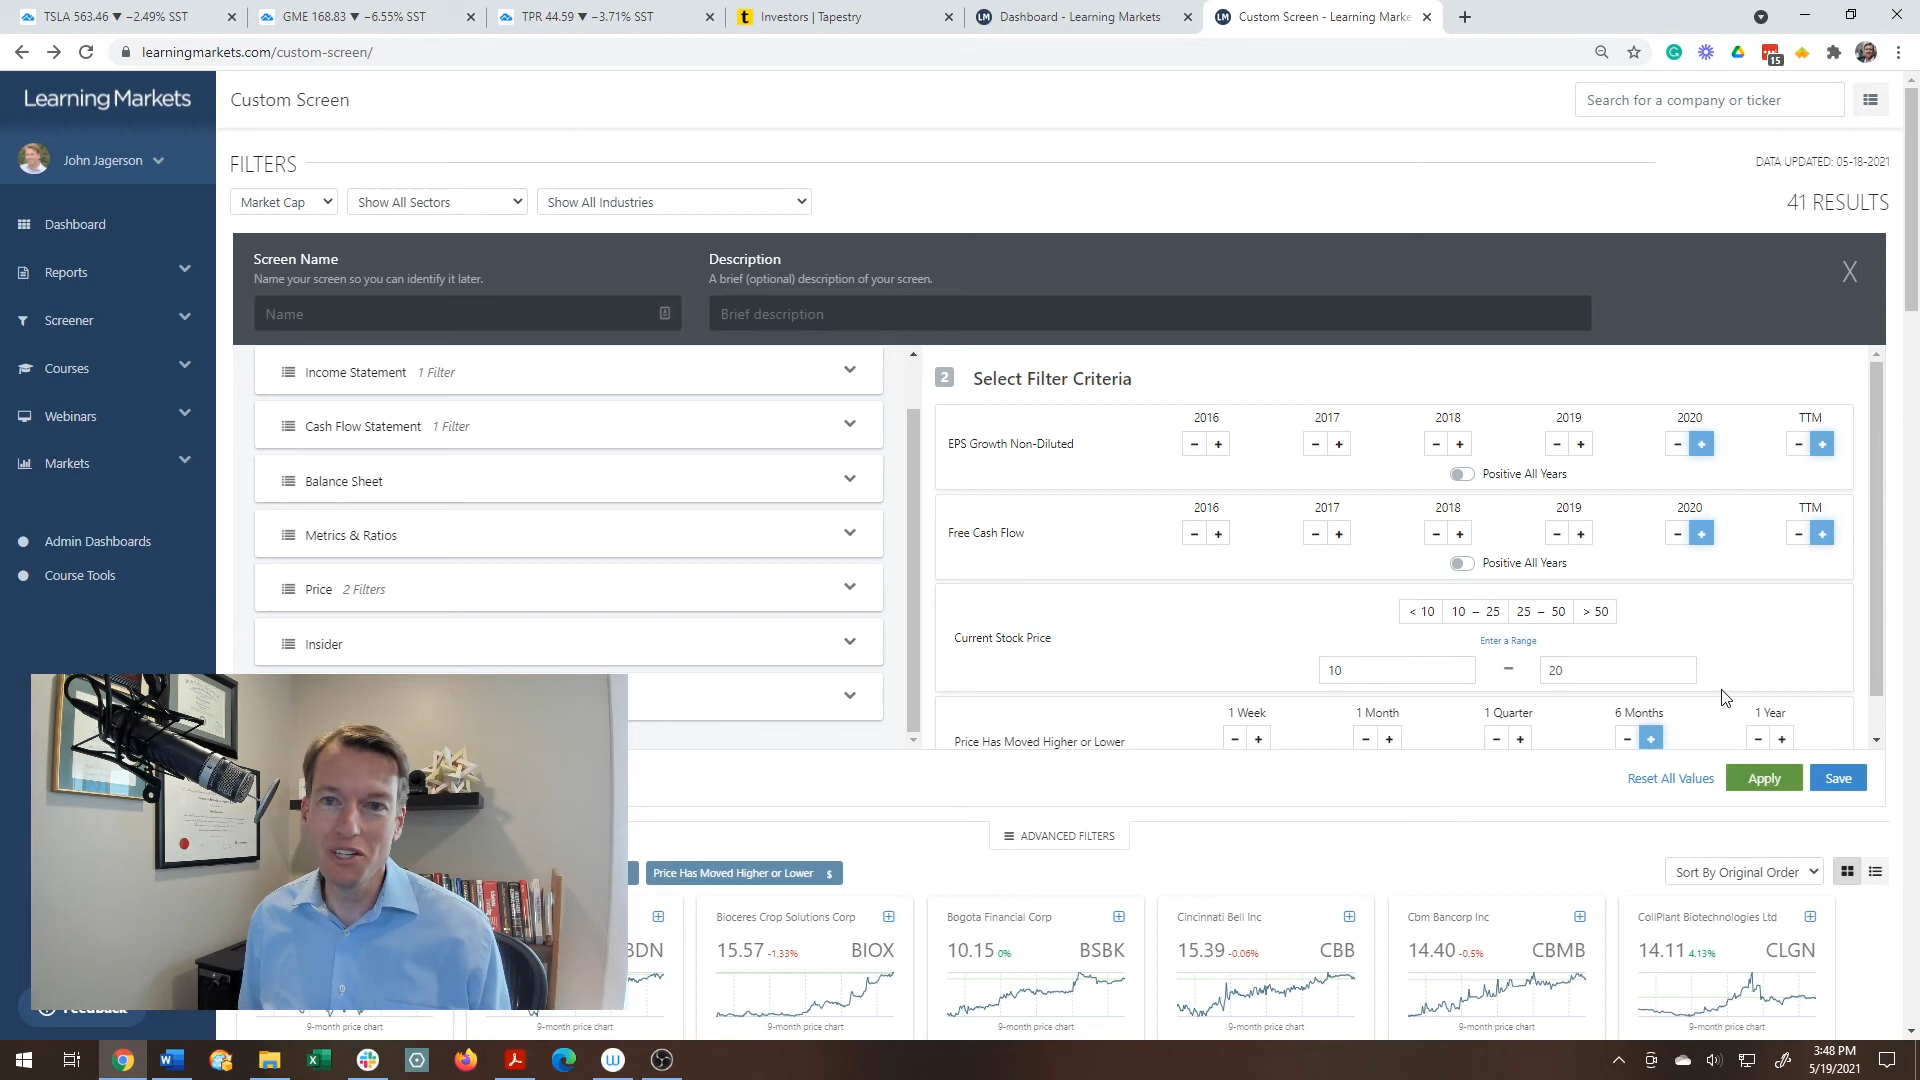 TSLA 563.46 ▼ −2.49% SST
GME 168.83 ▼ −6.55% SST
TPR 44.59 ▼ −3.71% SST
Investors | Tapestry
Dashboard - Learning Markets
Custom Screen - Learning Marke
learningmarkets.com/custom-screen/
15
Learning Markets
Custom Screen
Search for a company or ticker
John Jagerson
FILTERS
DATA UPDATED: 05-18-2021
Market Cap
Show All Sectors
Show All Industries
41 RESULTS
Dashboard
Reports
Screener
Courses
Webinars
Markets
Admin Dashboards
Course Tools
Screen Name
Name your screen so you can identify it later.
Name
Description
A brief (optional) description of your screen.
Brief description
X
Income Statement 1 Filter
Cash Flow Statement 1 Filter
Balance Sheet
Metrics & Ratios
Price 2 Filters
Insider
2 Select Filter Criteria
2016 2017 2018 2019 2020 TTM
EPS Growth Non-Diluted − + − + − + − + − + − +
Positive All Years
2016 2017 2018 2019 2020 TTM
Free Cash Flow − + − + − + − + − + − +
Positive All Years
< 10 10 – 25 25 – 50 > 50
Current Stock Price
Enter a Range
10 – 20
1 Week 1 Month 1 Quarter 6 Months 1 Year
Price Has Moved Higher or Lower − + − + − + − + − +
Reset All Values Apply Save
ADVANCED FILTERS
Price Has Moved Higher or Lower $
Sort By Original Order
BDN
9-month price chart
9-month price chart
Bioceres Crop Solutions Corp
15.57 -1.33% BIOX
9-month price chart
Bogota Financial Corp
10.15 0% BSBK
9-month price chart
Cincinnati Bell Inc
15.39 -0.06% CBB
9-month price chart
Cbm Bancorp Inc
14.40 -0.5% CBMB
9-month price chart
CollPlant Biotechnologies Ltd
14.11 4.13% CLGN
9-month price chart
Feedback
3:48 PM
5/19/2021